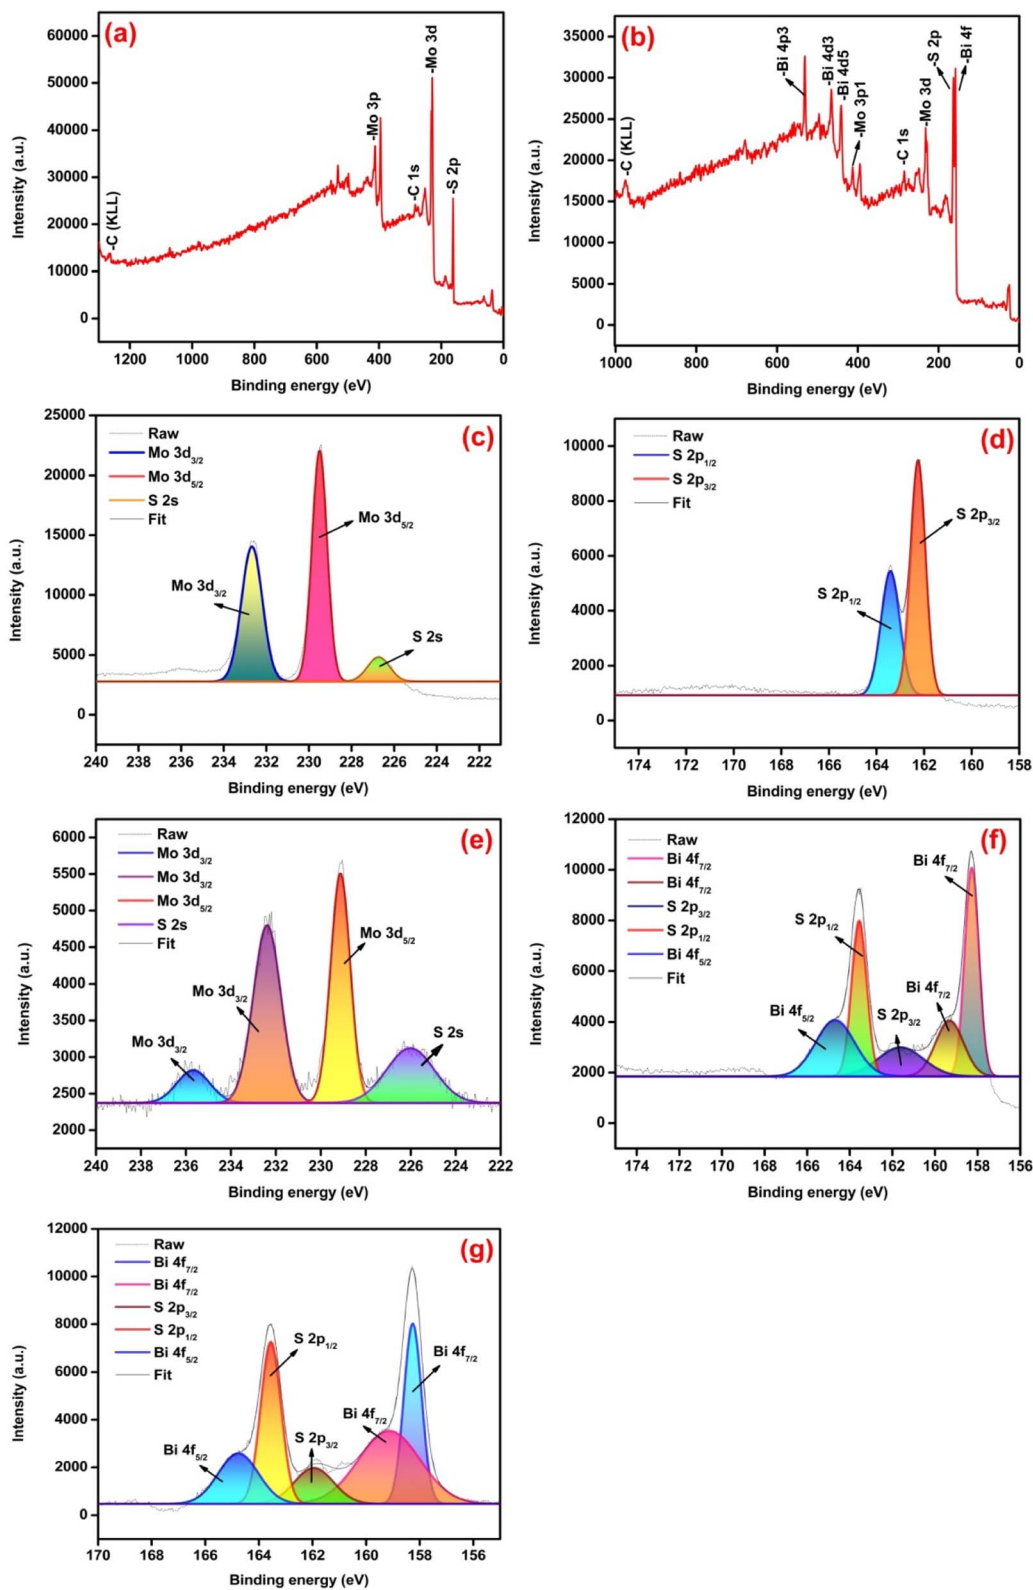 (a)
60000
50000
40000
30000
20000
10000
0
Intensity (a.u.)
-C (KLL)
-Mo 3p
-C 1s
-Mo 3d
-S 2p
1200 1000 800 600 400 200 0
Binding energy (eV)
(b)
35000
30000
25000
20000
15000
10000
5000
0
Intensity (a.u.)
-C (KLL)
-Bi 4p3
-Bi 4d3
-Bi 4d5
-Mo 3p1
-C 1s
-Mo 3d
-S 2p
-Bi 4f
1000 800 600 400 200 0
Binding energy (eV)
(c)
25000
20000
15000
10000
5000
0
Intensity (a.u.)
Raw
Mo 3d3/2
Mo 3d5/2
S 2s
Fit
Mo 3d3/2
Mo 3d5/2
S 2s
240 238 236 234 232 230 228 226 224 222
Binding energy (eV)
(d)
10000
8000
6000
4000
2000
0
Intensity (a.u.)
Raw
S 2p1/2
S 2p3/2
Fit
S 2p1/2
S 2p3/2
174 172 170 168 166 164 162 160 158
Binding energy (eV)
(e)
6000
5500
5000
4500
4000
3500
3000
2500
2000
Intensity (a.u.)
Raw
Mo 3d3/2
Mo 3d3/2
Mo 3d5/2
S 2s
Fit
Mo 3d3/2
Mo 3d3/2
Mo 3d5/2
S 2s
240 238 236 234 232 230 228 226 224 222
Binding energy (eV)
(f)
12000
10000
8000
6000
4000
2000
0
Intensity (a.u.)
Raw
Bi 4f7/2
Bi 4f7/2
S 2p3/2
S 2p1/2
Bi 4f5/2
Fit
Bi 4f5/2
S 2p1/2
S 2p3/2
Bi 4f7/2
Bi 4f7/2
174 172 170 168 166 164 162 160 158 156
Binding energy (eV)
(g)
12000
10000
8000
6000
4000
2000
0
Intensity (a.u.)
Raw
Bi 4f7/2
Bi 4f7/2
S 2p3/2
S 2p1/2
Bi 4f5/2
Fit
Bi 4f5/2
S 2p1/2
S 2p3/2
Bi 4f7/2
Bi 4f7/2
170 168 166 164 162 160 158 156
Binding energy (eV)